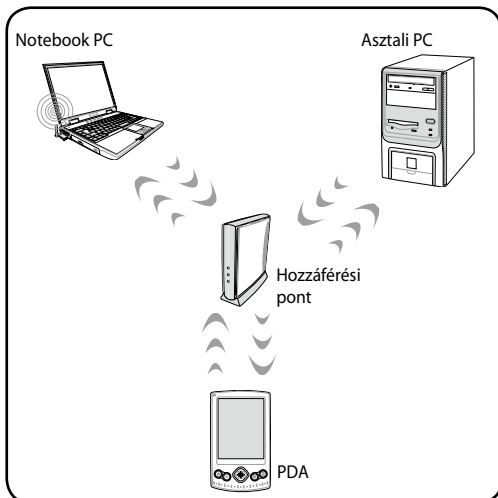 Notebook PC
Asztali PC
Hozzáférési
pont
PDA